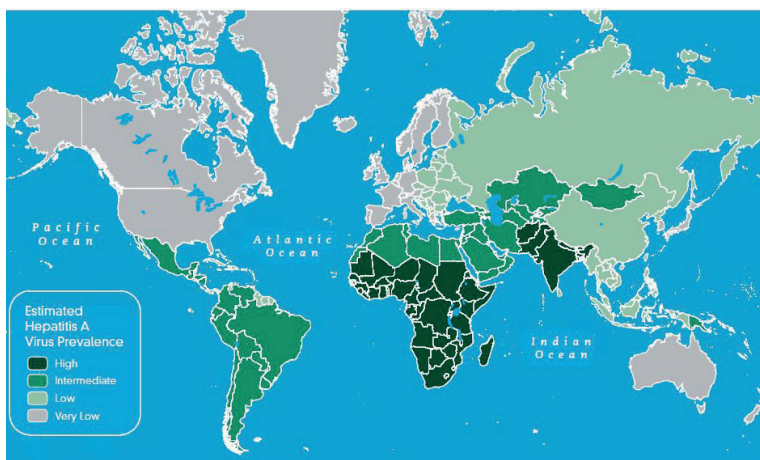 Pacific
Ocean
Atlantic
Ocean
Indian
Ocean
Estimated
Hepatitis A
Virus Prevalence
High
Intermediate
Low
Very Low